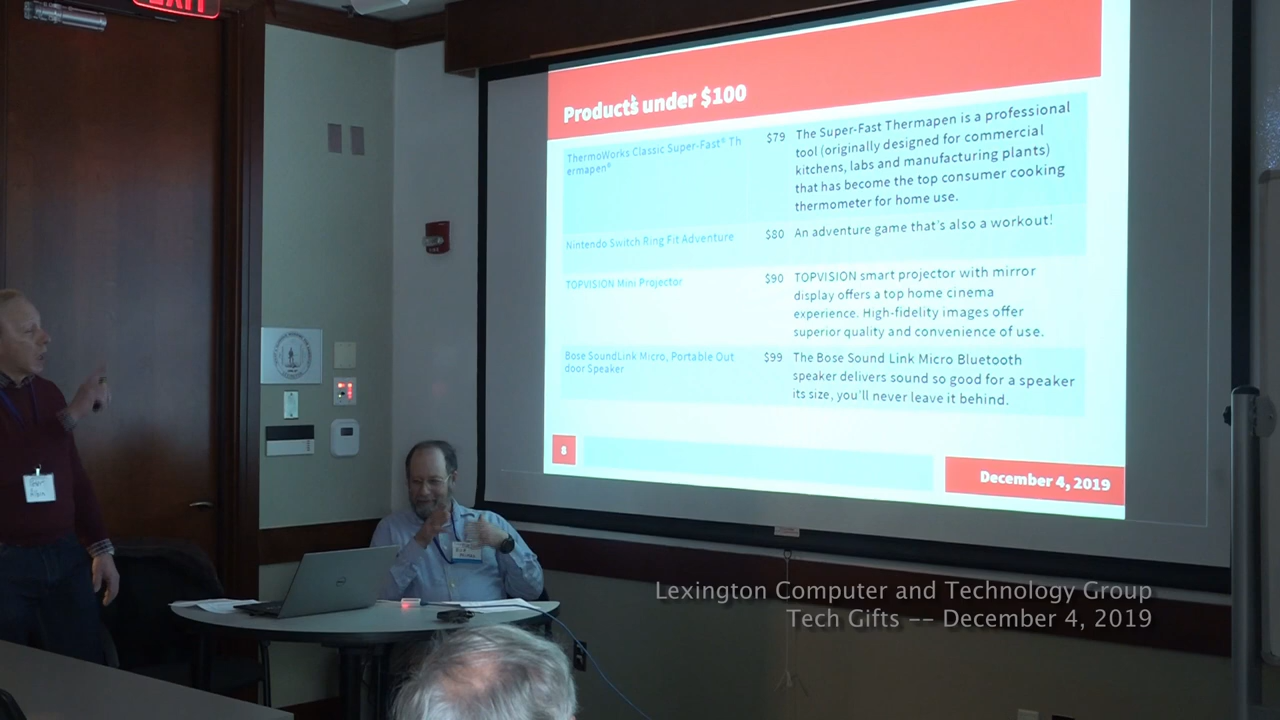 EXIT
Products under $100
ThermoWorks Classic Super-Fast® Th
ermapen®
$79
The Super-Fast Thermapen is a professional
tool (originally designed for commercial
kitchens, labs and manufacturing plants)
that has become the top consumer cooking
thermometer for home use.
Nintendo Switch Ring Fit Adventure
$80
An adventure game that's also a workout!
TOPVISION Mini Projector
$90
TOPVISION smart projector with mirror
display offers a top home cinema
experience. High-fidelity images offer
superior quality and convenience of use.
Bose SoundLink Micro, Portable Out
door Speaker
$99
The Bose Sound Link Micro Bluetooth
speaker delivers sound so good for a speaker
its size, you'll never leave it behind.
8
December 4, 2019
Lexington Computer and Technology Group
Tech Gifts -- December 4, 2019